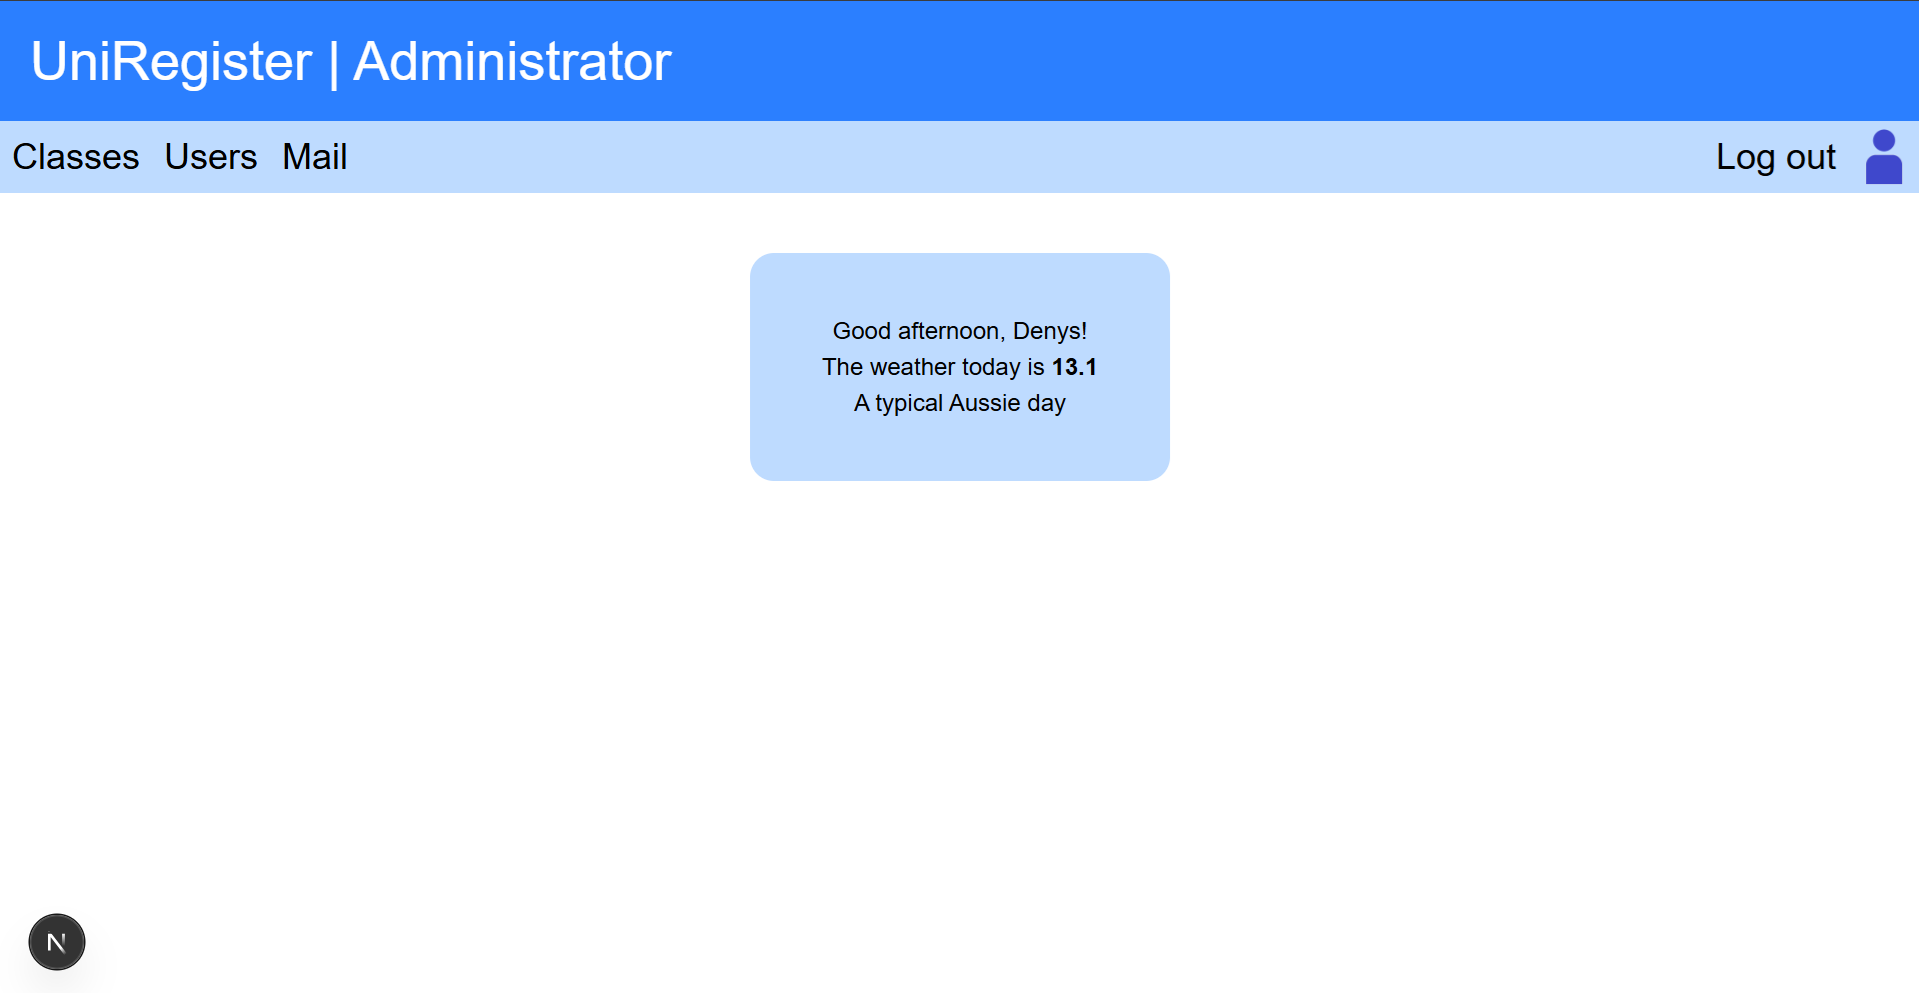 UniRegister | Administrator
Classes Users Mail Log out
Good afternoon, Denys!
The weather today is 13.1
A typical Aussie day
N